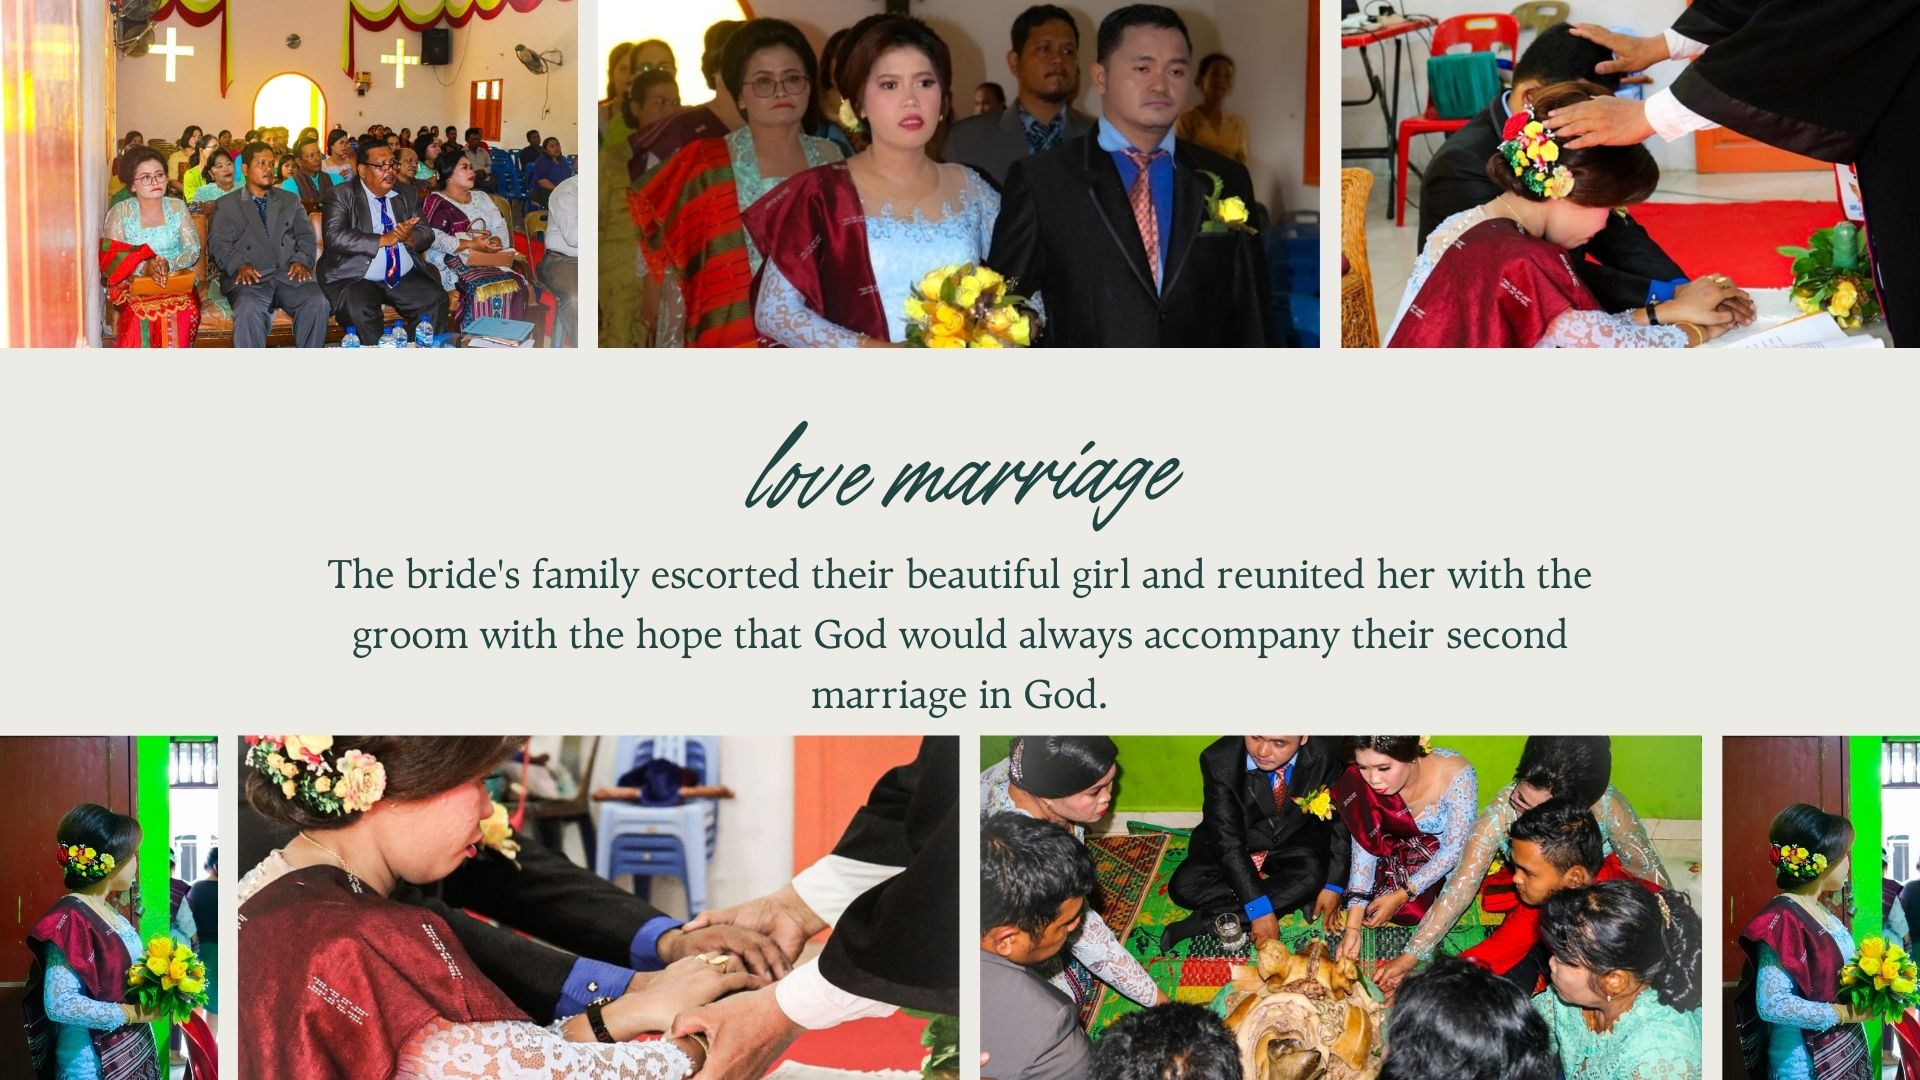 love marriage
The bride's family escorted their beautiful girl and reunited her with the
groom with the hope that God would always accompany their second
marriage in God.